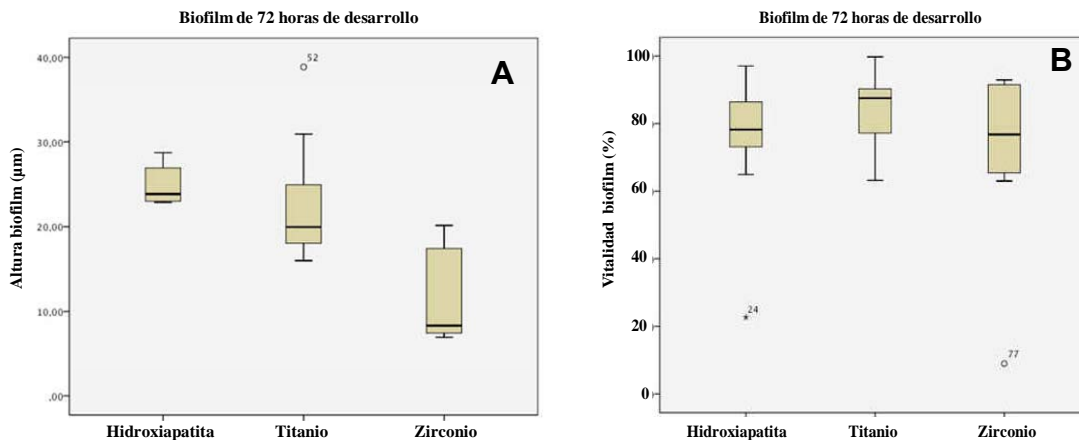 Biofilm de 72 horas de desarrollo
A
Altura biofilm (µm)
40,00
30,00
20,00
10,00
,00
52
Hidroxiapatita
Titanio
Zirconio
Biofilm de 72 horas de desarrollo
B
Vitalidad biofilm (%)
100
80
60
40
20
0
24
77
Hidroxiapatita
Titanio
Zirconio